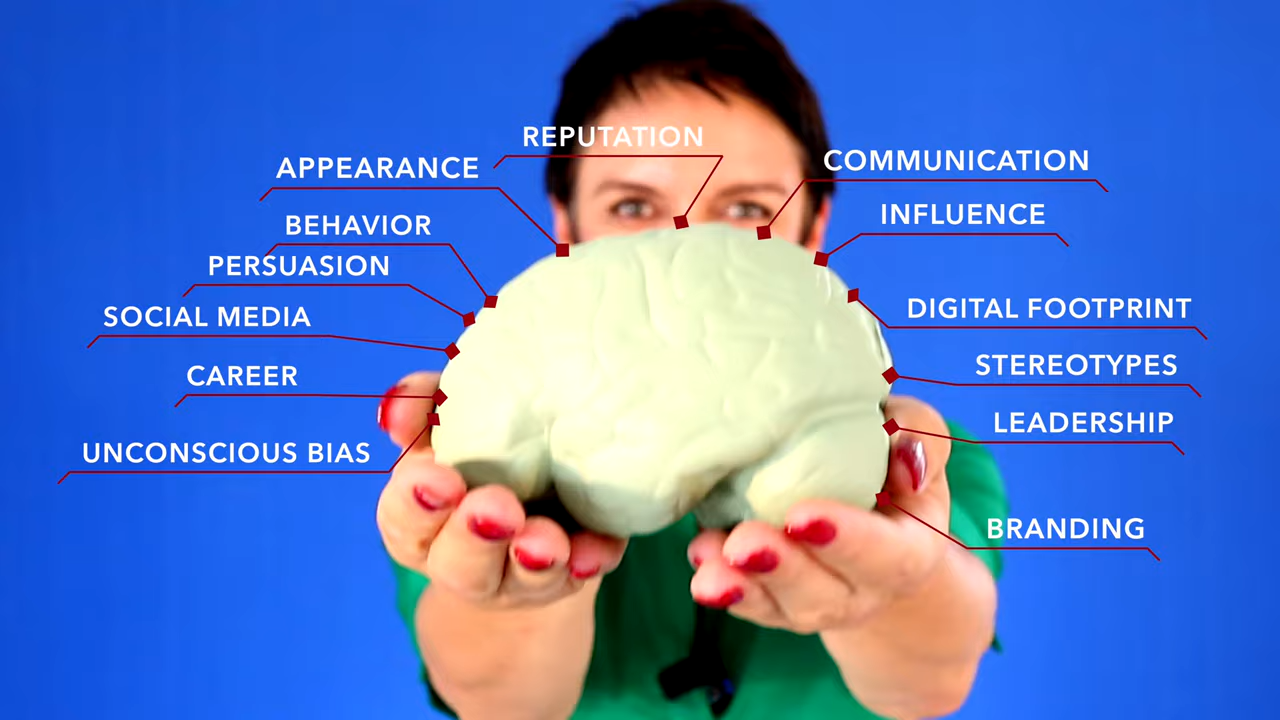 REPUTATION
APPEARANCE
COMMUNICATION
BEHAVIOR
INFLUENCE
PERSUASION
SOCIAL MEDIA
DIGITAL FOOTPRINT
CAREER
STEREOTYPES
UNCONSCIOUS BIAS
LEADERSHIP
BRANDING